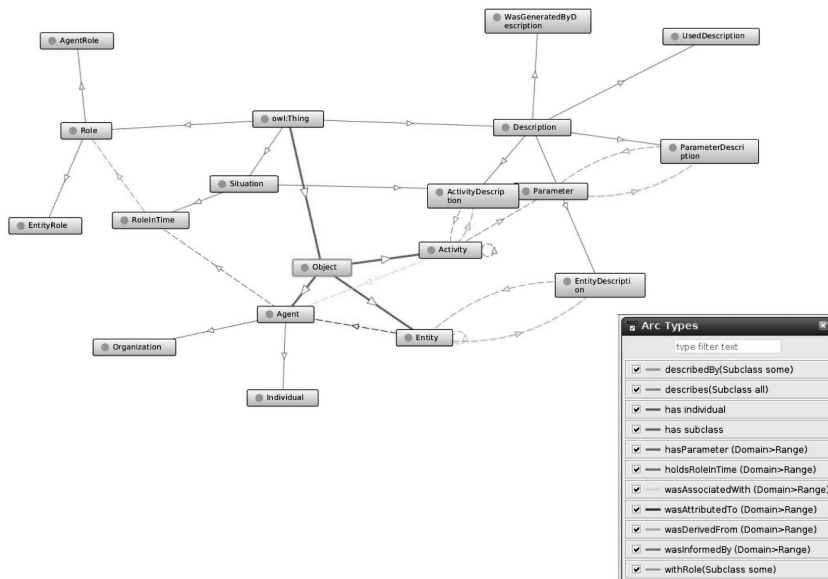 WasGeneratedByD
escription
AgentRole
UsedDescription
owl:Thing
Role
Description
ParameterDescrip
tion
Situation
ActivityDescrip
tion
Parameter
EntityRole
RoleInTime
Activity
Object
EntityDescripti
on
Agent
Entity
Organization
Individual
Arc Types
type filter text
describedBy(Subclass some)
describes(Subclass all)
has individual
has subclass
hasParameter (Domain>Range)
holdsRoleInTime (Domain>Range)
wasAssociatedWith (Domain>Range)
wasAttributedTo (Domain>Range)
wasDerivedFrom (Domain>Range)
wasInformedBy (Domain>Range)
withRole(Subclass some)